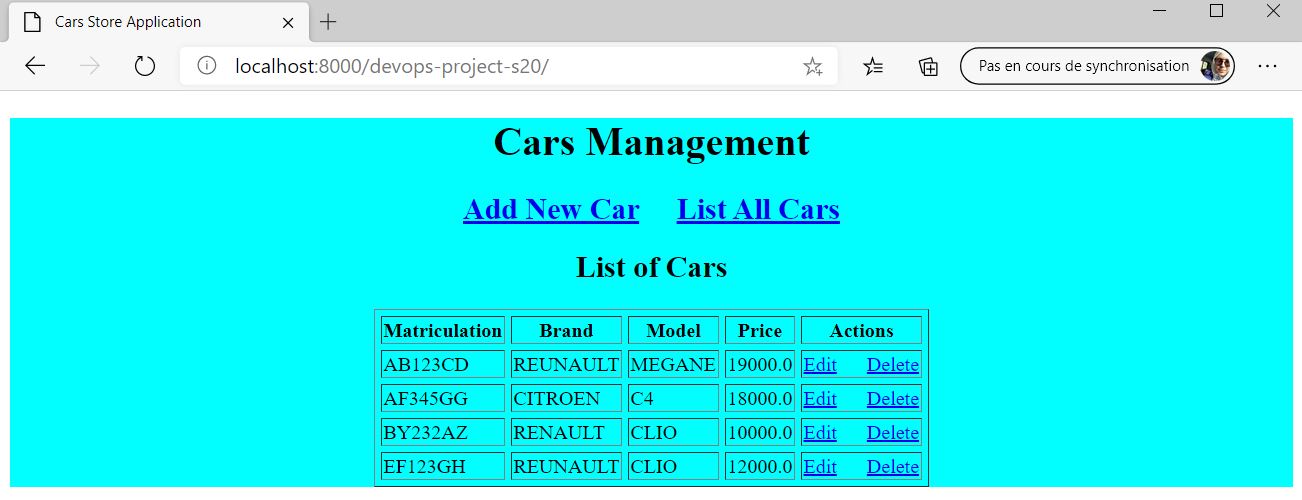 Cars Store Application
localhost:8000/devops-project-s20/
Pas en cours de synchronisation
Cars Management
Add New Car List All Cars
List of Cars
Matriculation Brand Model Price Actions
AB123CD REUNAULT MEGANE 19000.0 Edit Delete
AF345GG CITROEN C4 18000.0 Edit Delete
BY232AZ RENAULT CLIO 10000.0 Edit Delete
EF123GH REUNAULT CLIO 12000.0 Edit Delete